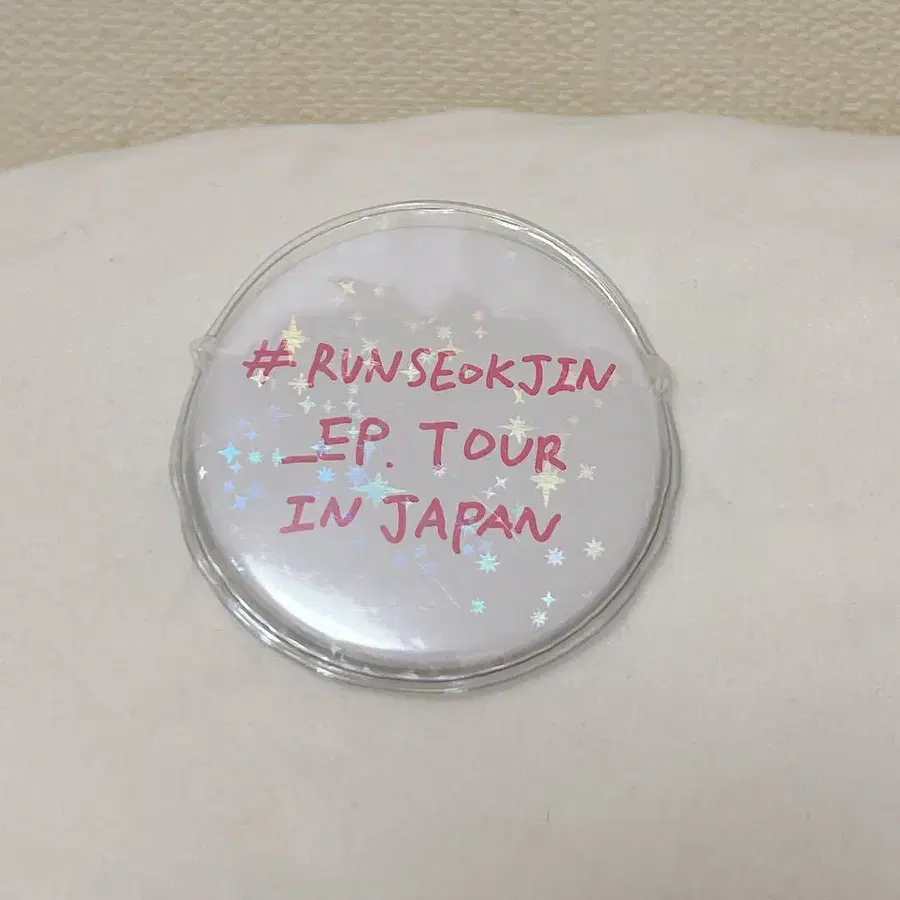 #RUNSEOKJIN
_EP. TOUR
IN JAPAN